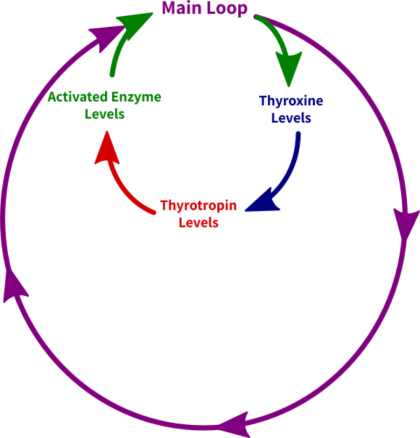 Main Loop
Thyroxine
Levels
Thyrotropin
Levels
Activated Enzyme
Levels